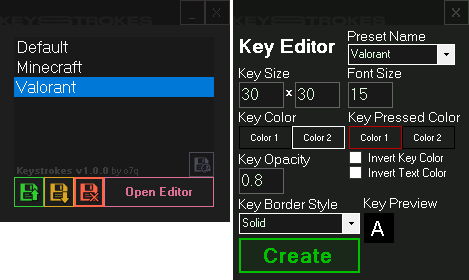 KEYSTROKES
_ X
Default
Minecraft
Valorant
Keystrokes v1.0.0 by o7q
Open Editor
KEYSTROKES
X
Key Editor
Preset Name
Valorant
Key Size
Font Size
30 x 30
15
Key Color
Key Pressed Color
Color 1
Color 2
Color 1
Color 2
Key Opacity
Invert Key Color
0.8
Invert Text Color
Key Border Style
Key Preview
Solid
A
Create